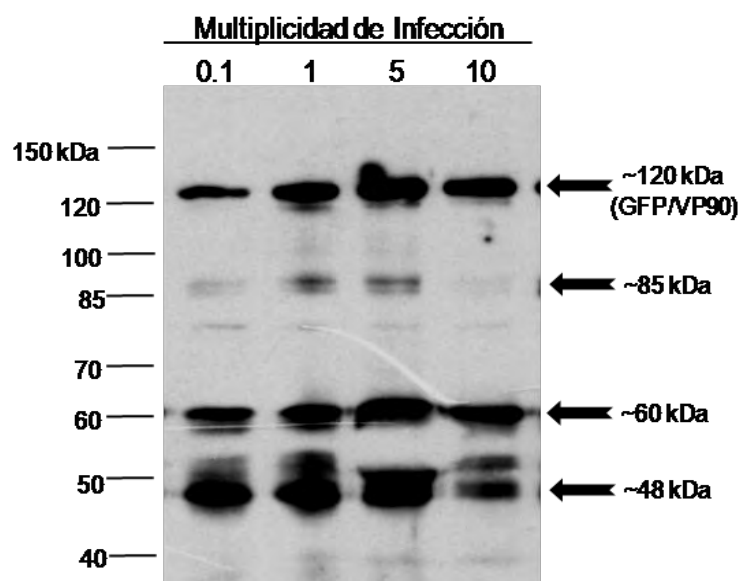 Multiplicidad de Infección
0.1 1 5 10
150 kDa
120
100
85
70
60
50
40
~120 kDa
(GFP/VP90)
~85 kDa
~60 kDa
~48 kDa